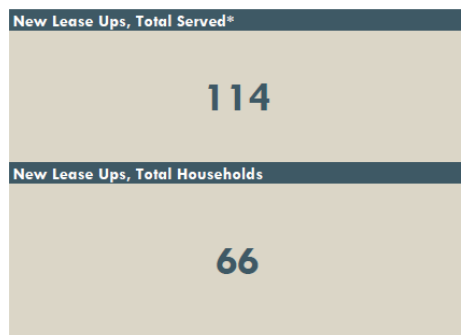 New Lease Ups, Total Served*
114
New Lease Ups, Total Households
66